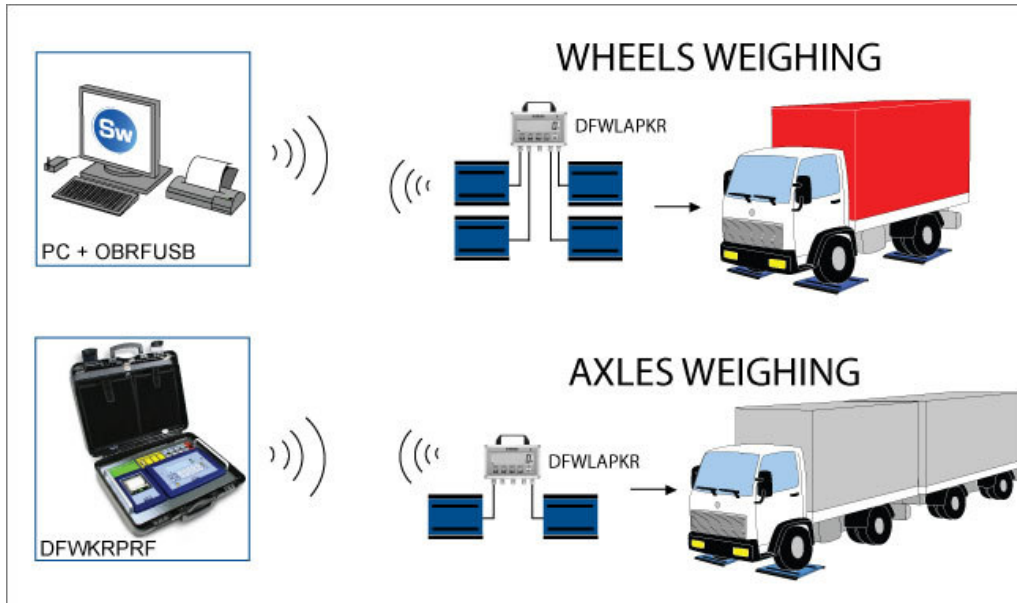 WHEELS WEIGHING
Sw
DFWLAPKR
PC + OBRFUSB
AXLES WEIGHING
DFWLAPKR
DFWKRPRF